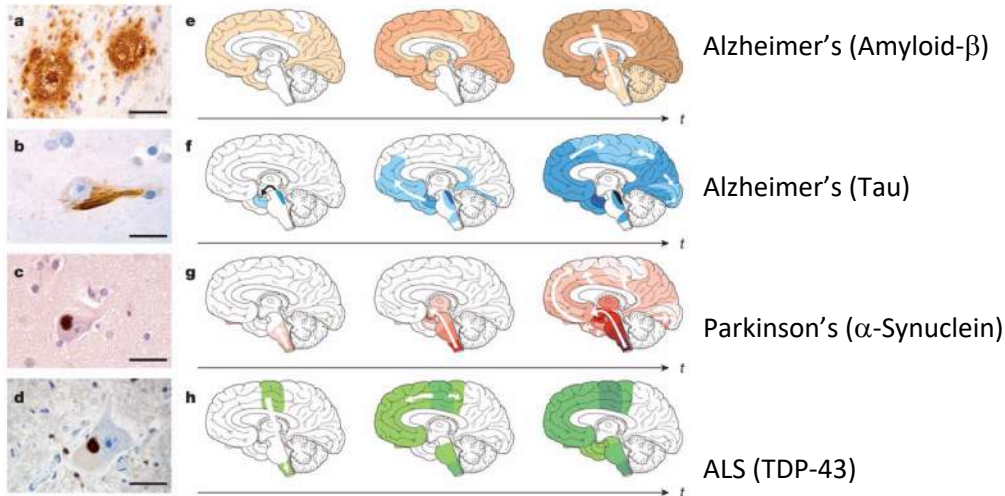 a
e
Alzheimer's (Amyloid-β)
t
b
f
Alzheimer's (Tau)
t
c
g
Parkinson's (α-Synuclein)
t
d
h
ALS (TDP-43)
t